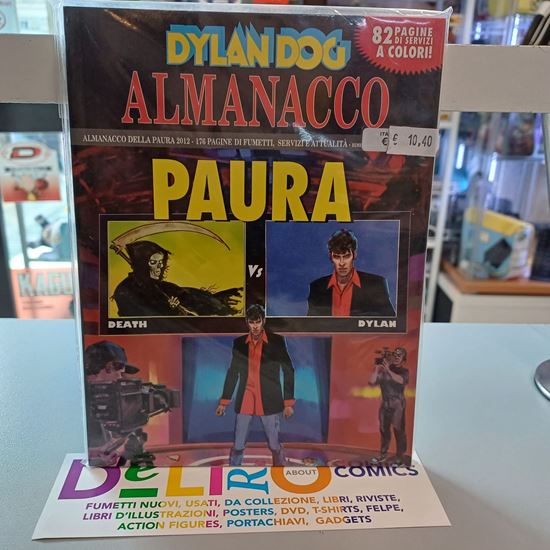 DYLAN DOG
82 PAGINE
DI SERVIZI
A COLORI!
ALMANACCO
ALMANACCO DELLA PAURA 2012 - 176 PAGINE DI FUMETTI, SERVIZI E ATTUALITÀ
€ 10,40
PAURA
Vs
DEATH
DYLAN
DELIRIO
ABOUT
COMICS
FUMETTI NUOVI, USATI, DA COLLEZIONE, LIBRI, RIVISTE,
LIBRI D'ILLUSTRAZIONI, POSTERS, DVD, T-SHIRTS, FELPE,
ACTION FIGURES, PORTACHIAVI, GADGETS